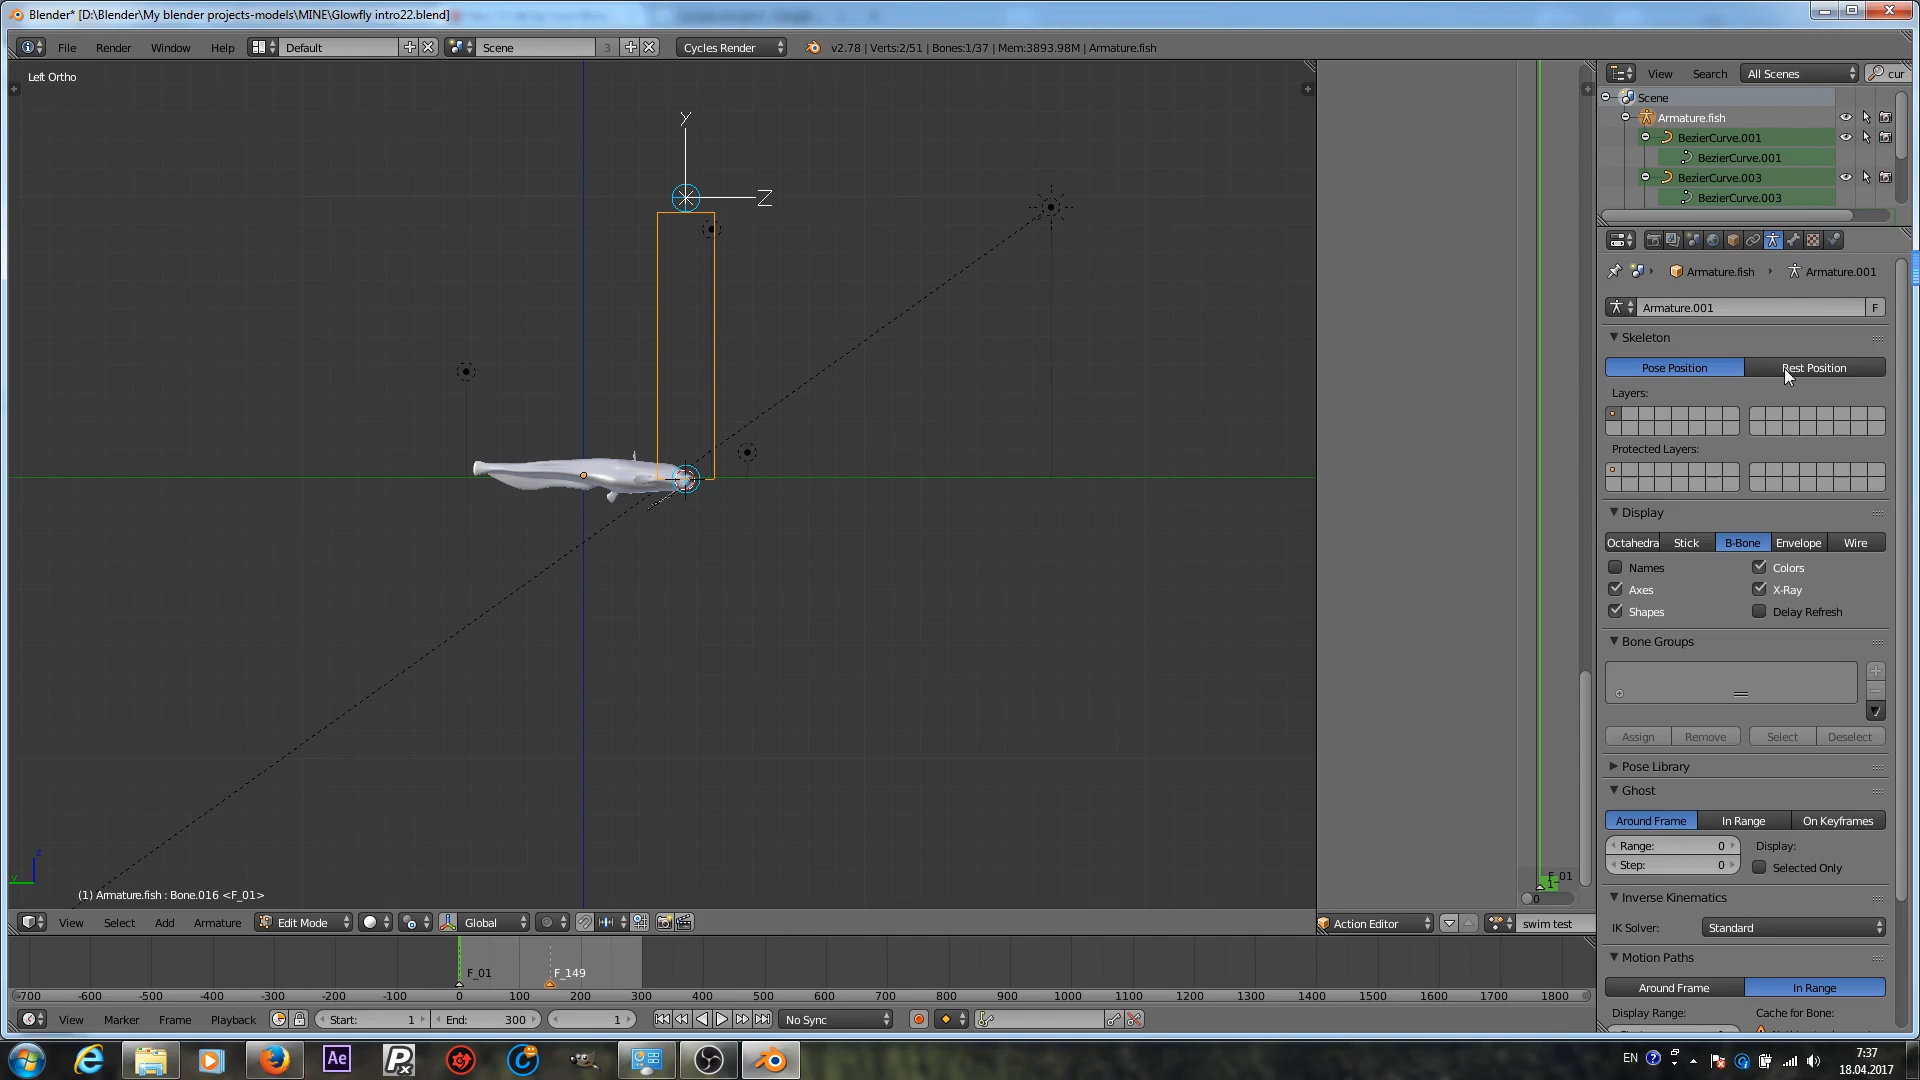 Blender* [D:\Blender\My blender projects-models\MINE\Glowfly intro22.blend]
File Render Window Help Default Scene 3 Cycles Render v2.78 | Verts:2/51 | Bones:1/37 | Mem:3893.98M | Armature.fish
Left Ortho
Y
Z
View Search All Scenes cur
Scene
Armature.fish
BezierCurve.001
BezierCurve.001
BezierCurve.003
BezierCurve.003
Armature.fish Armature.001
Armature.001 F
Skeleton
Pose Position Rest Position
Layers:
Protected Layers:
Display
Octahedra Stick B-Bone Envelope Wire
Names Colors
Axes X-Ray
Shapes Delay Refresh
Bone Groups
Assign Remove Select Deselect
Pose Library
Ghost
Around Frame In Range On Keyframes
Range: 0 Display:
Step: 0 Selected Only
Inverse Kinematics
IK Solver: Standard
Motion Paths
Around Frame In Range
Display Range: Cache for Bone:
z
y
(1) Armature.fish : Bone.016 <F_01>
F_01
1
0
View Select Add Armature Edit Mode Global
Action Editor swim test
F_01 F_149
-700 -600 -500 -400 -300 -200 -100 0 100 200 300 400 500 600 700 800 900 1000 1100 1200 1300 1400 1500 1600 1700 1800
View Marker Frame Playback Start: 1 End: 300 1 No Sync
Ae
Px
EN
7:37
18.04.2017